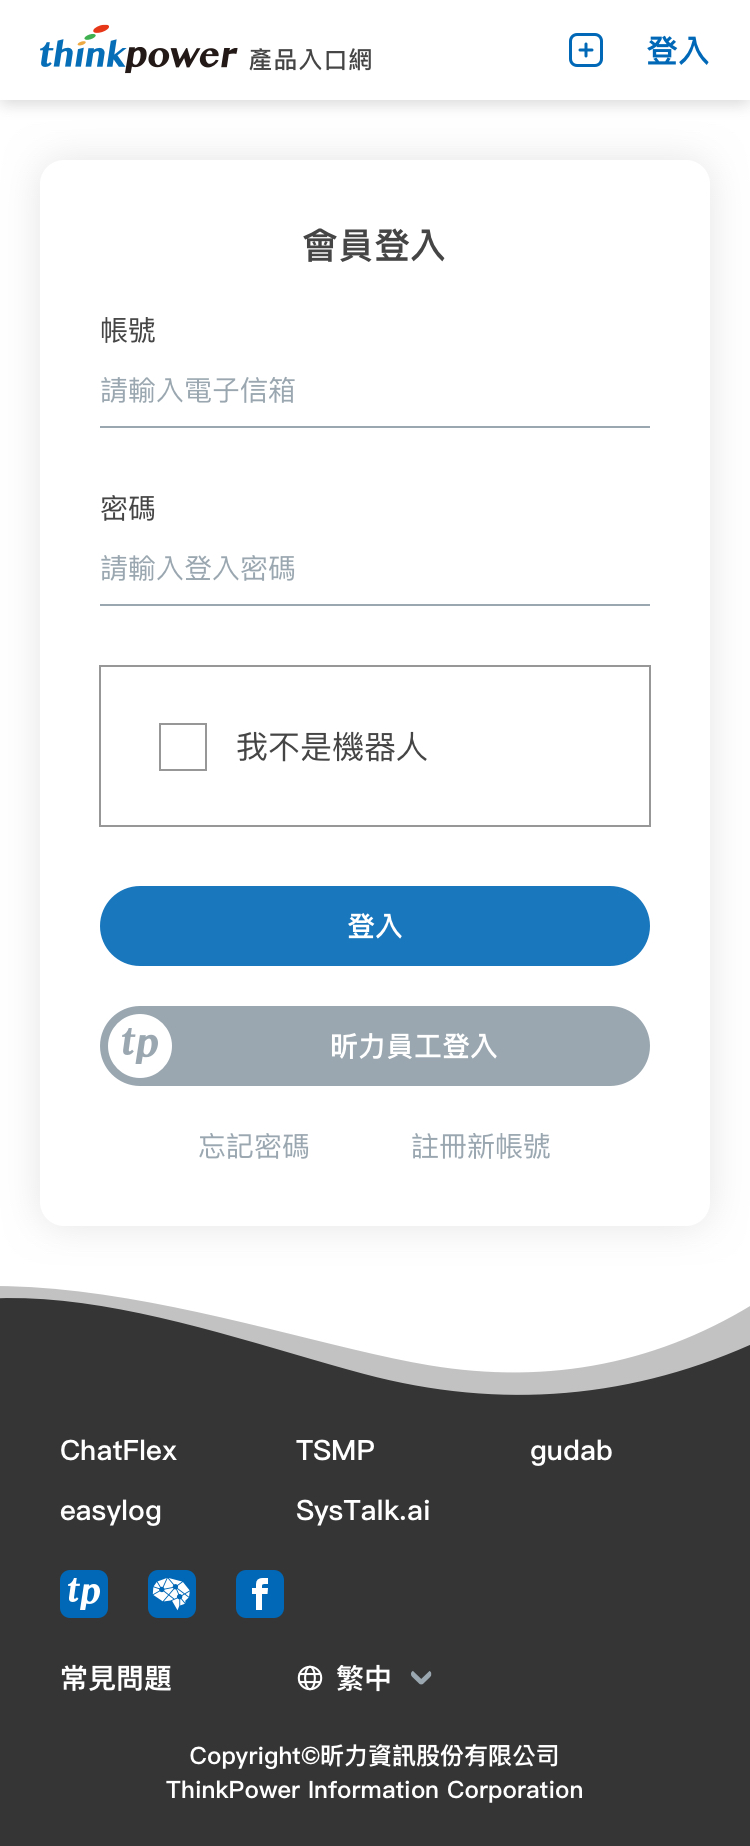 thinkpower 產品入口網 登入
會員登入
帳號
請輸入電子信箱
密碼
請輸入登入密碼
我不是機器人
登入
tp 昕力員工登入
忘記密碼 註冊新帳號
ChatFlex TSMP gudab
easylog SysTalk.ai
tp f
常見問題 繁中
Copyright©昕力資訊股份有限公司
ThinkPower Information Corporation